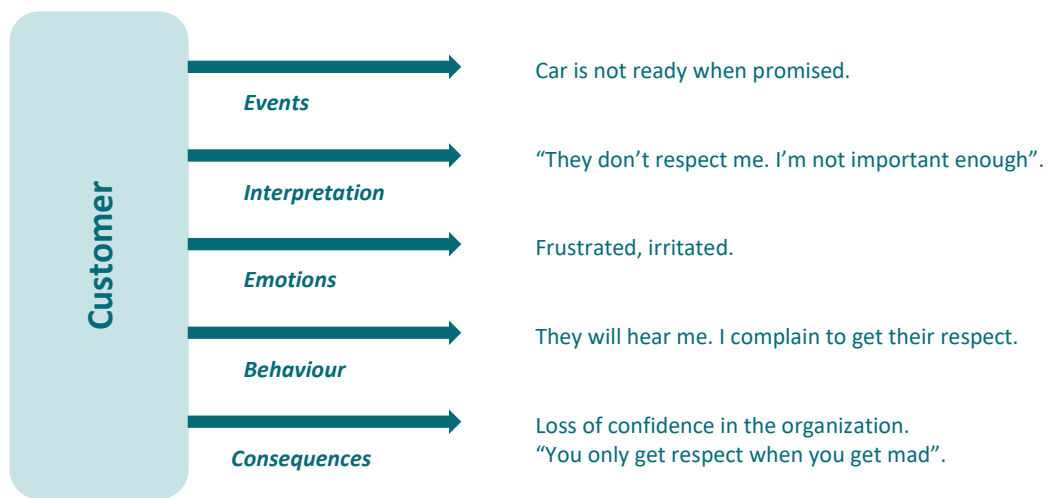 Customer
Car is not ready when promised.
Events
“They don’t respect me. I’m not important enough”.
Interpretation
Frustrated, irritated.
Emotions
They will hear me. I complain to get their respect.
Behaviour
Loss of confidence in the organization.
“You only get respect when you get mad”.
Consequences